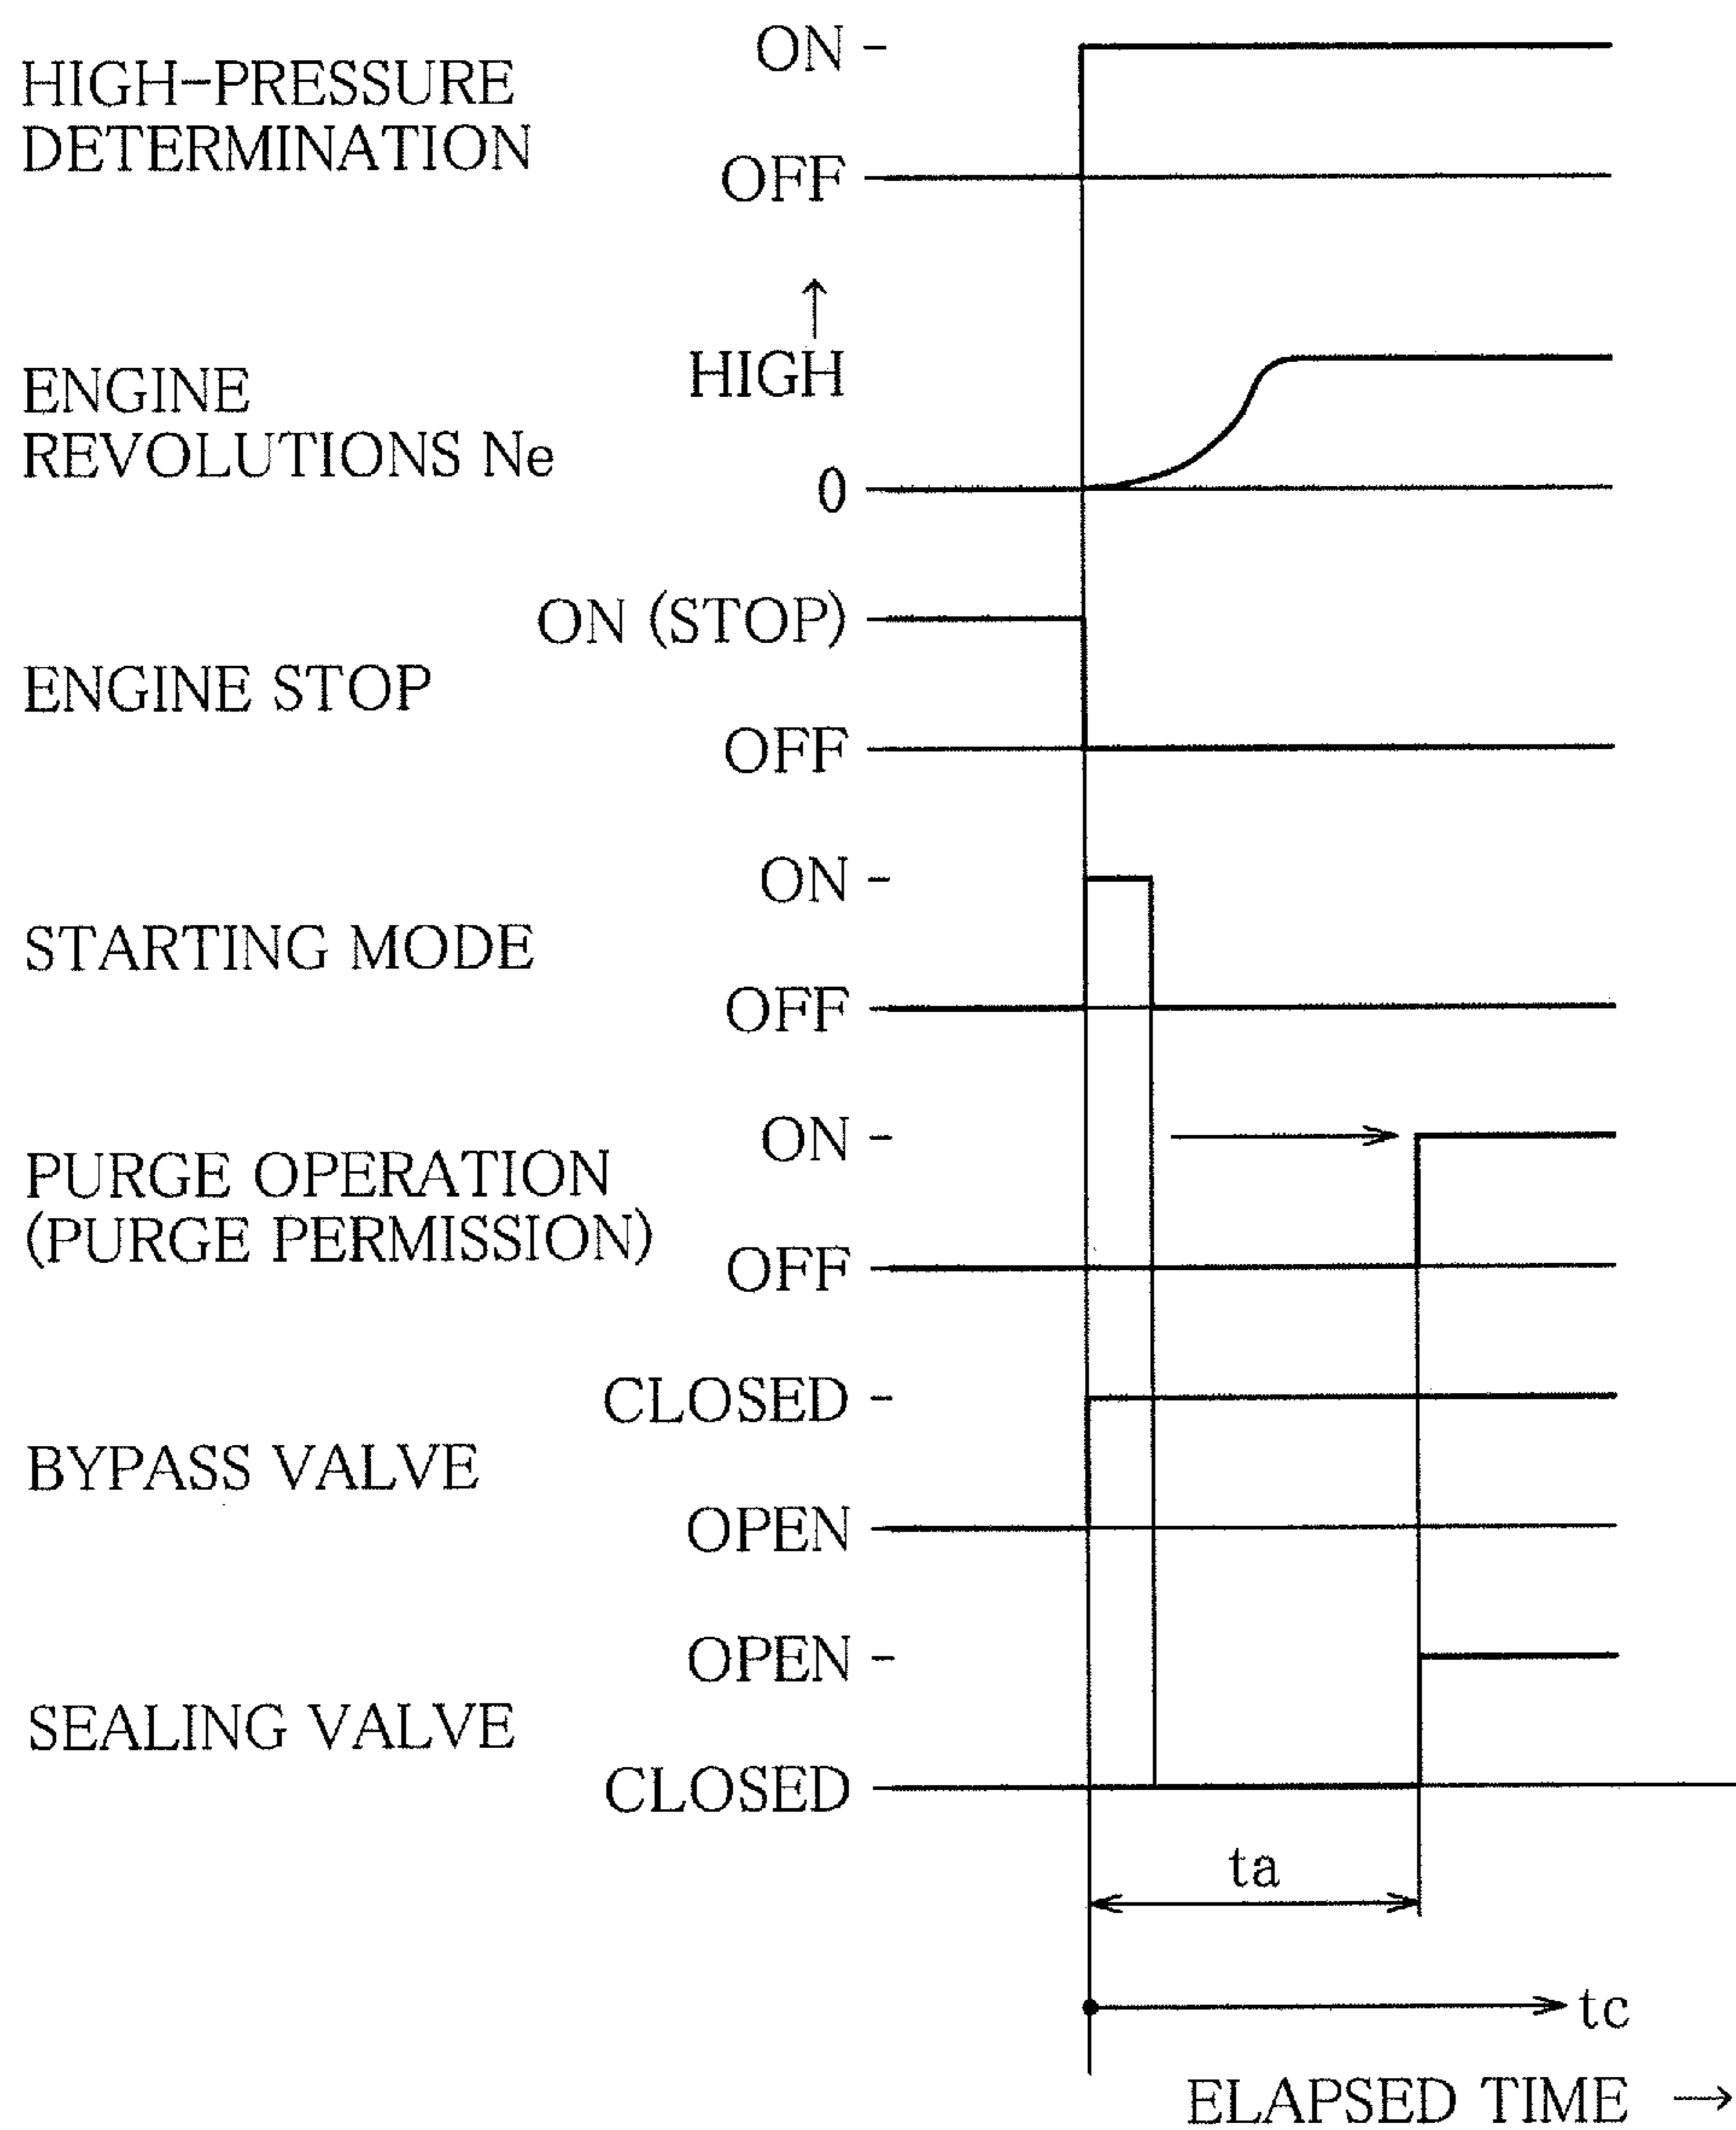 HIGH-PRESSURE
DETERMINATION
ON
OFF
↑
HIGH
ENGINE
REVOLUTIONS Ne
0
ON (STOP)
ENGINE STOP
OFF
ON
STARTING MODE
OFF
ON
PURGE OPERATION
(PURGE PERMISSION)
OFF
CLOSED
BYPASS VALVE
OPEN
OPEN
SEALING VALVE
CLOSED
ta
tc
ELAPSED TIME →